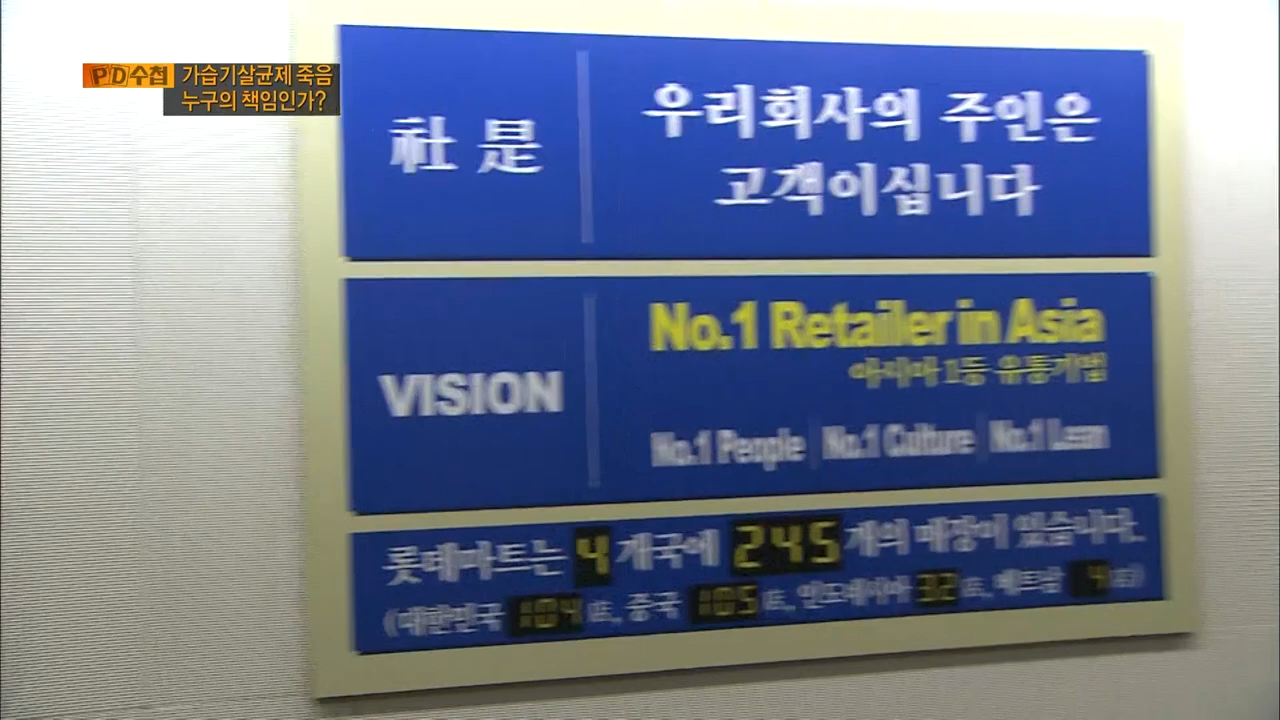 PD수첩 가습기살균제 죽음
누구의 책임인가?
社是
우리회사의 주인은
고객이십니다
VISION
No.1 Retailer in Asia
아시아 1등 유통기업
No.1 People | No.1 Culture | No.1 Lean
롯데마트는 4 개국에 245 개의 매장이 있습니다.
(대한민국 104 店, 중국 105 店, 인도네시아 32 店, 베트남 4 店)